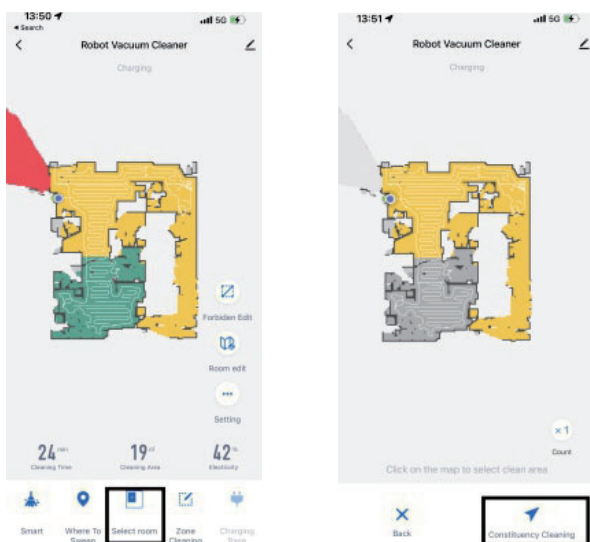 13:50
5G
Search
Robot Vacuum Cleaner
Charging
Forbiden Edit
Room edit
Setting
24 min
19 ㎡
42 %
Cleaning Time
Cleaning Area
Electricity
Smart
Where To Sweep
Select room
Zone Cleaning
Charging Base
13:51
5G
Robot Vacuum Cleaner
Charging
×1
Count
Click on the map to select clean area
Back
Constituency Cleaning